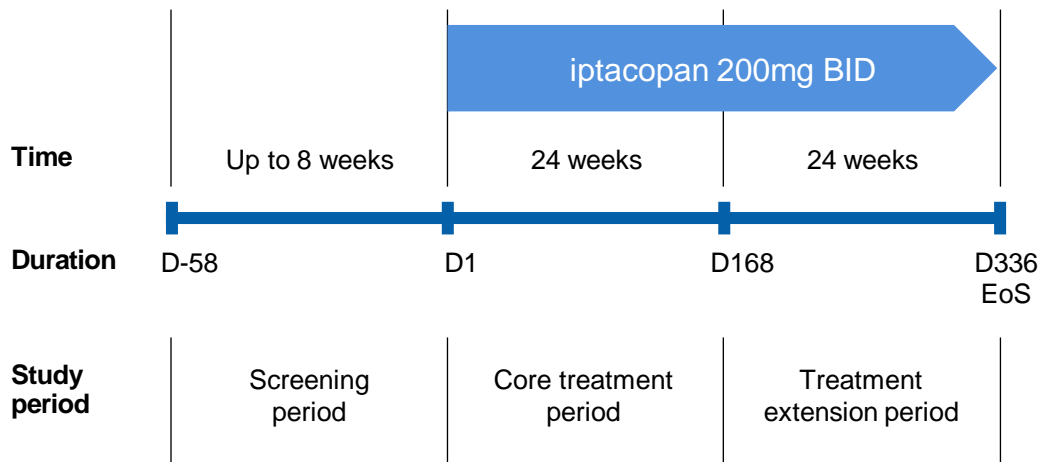 iptacopan 200mg BID
Time
Up to 8 weeks
24 weeks
24 weeks
Duration
D-58
D1
D168
D336
EoS
Study
period
Screening
period
Core treatment
period
Treatment
extension period